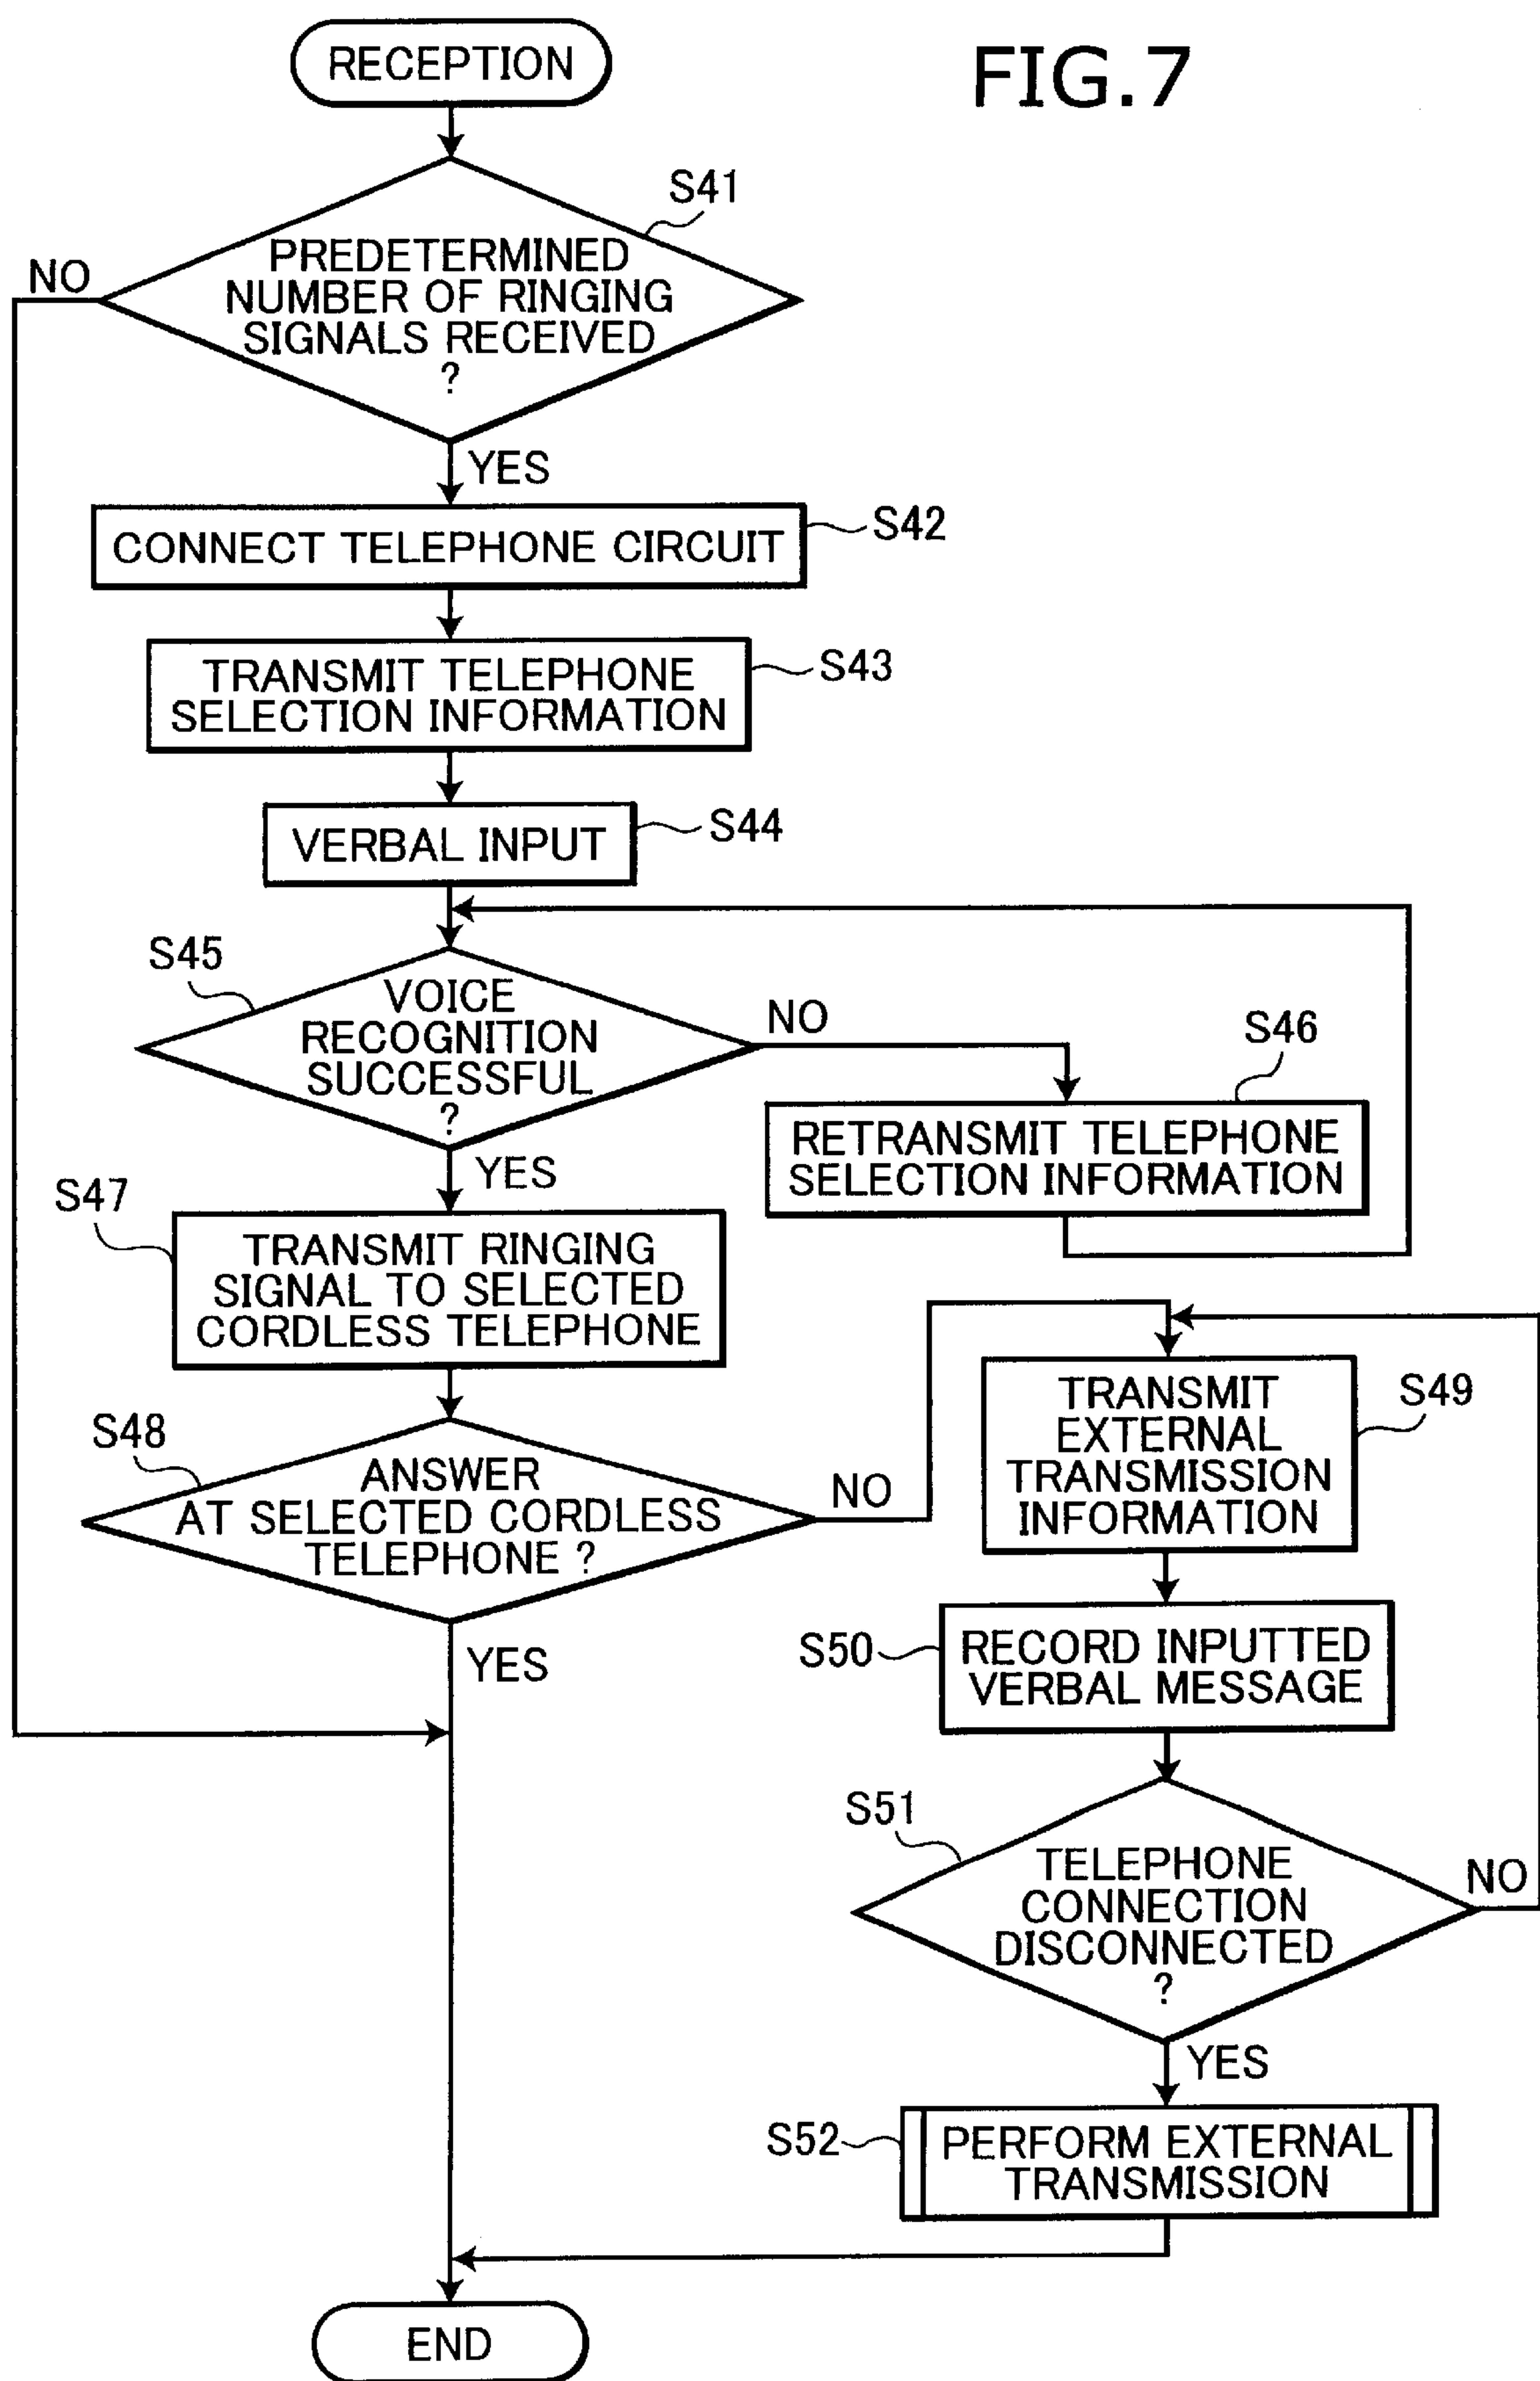 FIG.7
RECEPTION
S41
PREDETERMINED
NUMBER OF RINGING
SIGNALS RECEIVED
?
NO
YES
CONNECT TELEPHONE CIRCUIT
S42
TRANSMIT TELEPHONE
SELECTION INFORMATION
S43
VERBAL INPUT
S44
S45
VOICE
RECOGNITION
SUCCESSFUL
?
NO
YES
S46
RETRANSMIT TELEPHONE
SELECTION INFORMATION
S47
TRANSMIT RINGING
SIGNAL TO SELECTED
CORDLESS TELEPHONE
S48
ANSWER
AT SELECTED CORDLESS
TELEPHONE ?
NO
YES
TRANSMIT
EXTERNAL
TRANSMISSION
INFORMATION
S49
S50
RECORD INPUTTED
VERBAL MESSAGE
S51
TELEPHONE
CONNECTION
DISCONNECTED
?
NO
YES
S52
PERFORM EXTERNAL
TRANSMISSION
END